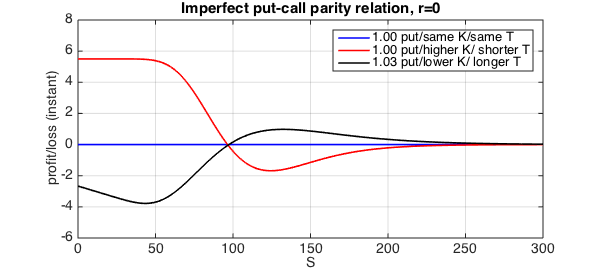 Imperfect put-call parity relation, r=0
8
6
4
2
0
-2
-4
-6
profit/loss (instant)
1.00 put/same K/same T
1.00 put/higher K/ shorter T
1.03 put/lower K/ longer T
0
50
100
150
200
250
300
S